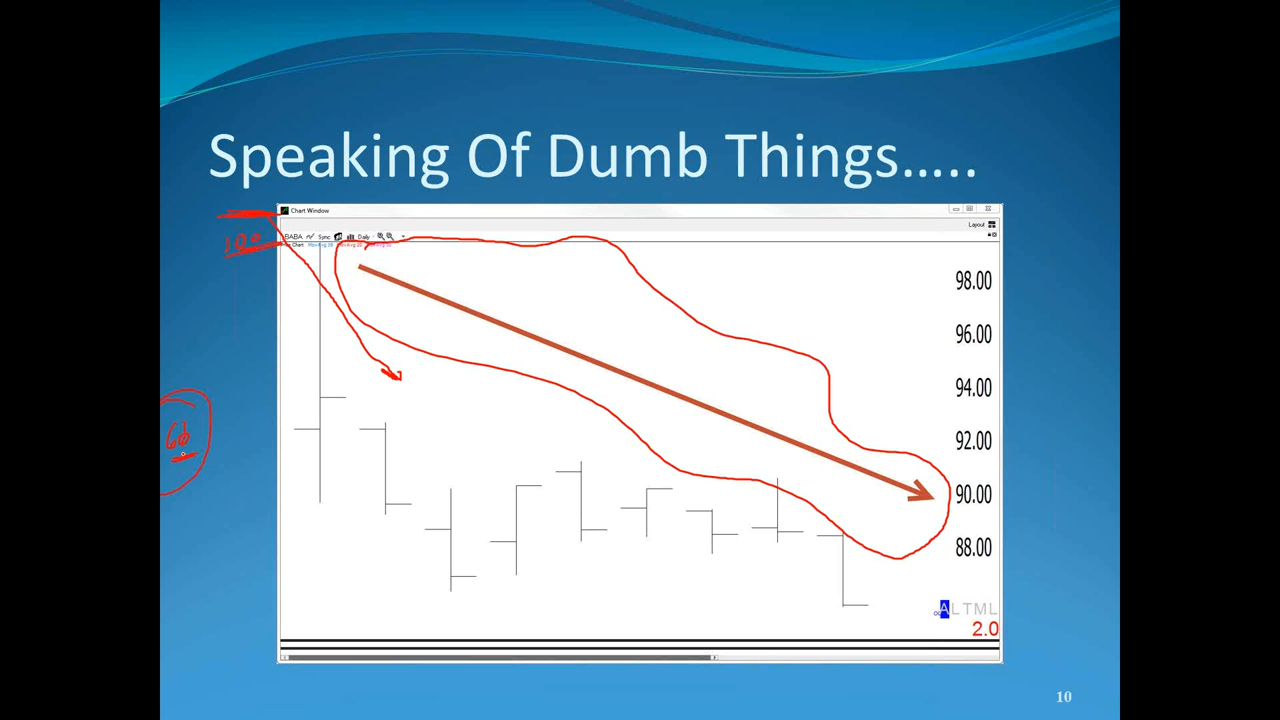 Speaking Of Dumb Things…..
Chart Window
Layout
BABA Sync Daily
100
98.00
96.00
94.00
92.00
90.00
88.00
ALTML
2.0
10